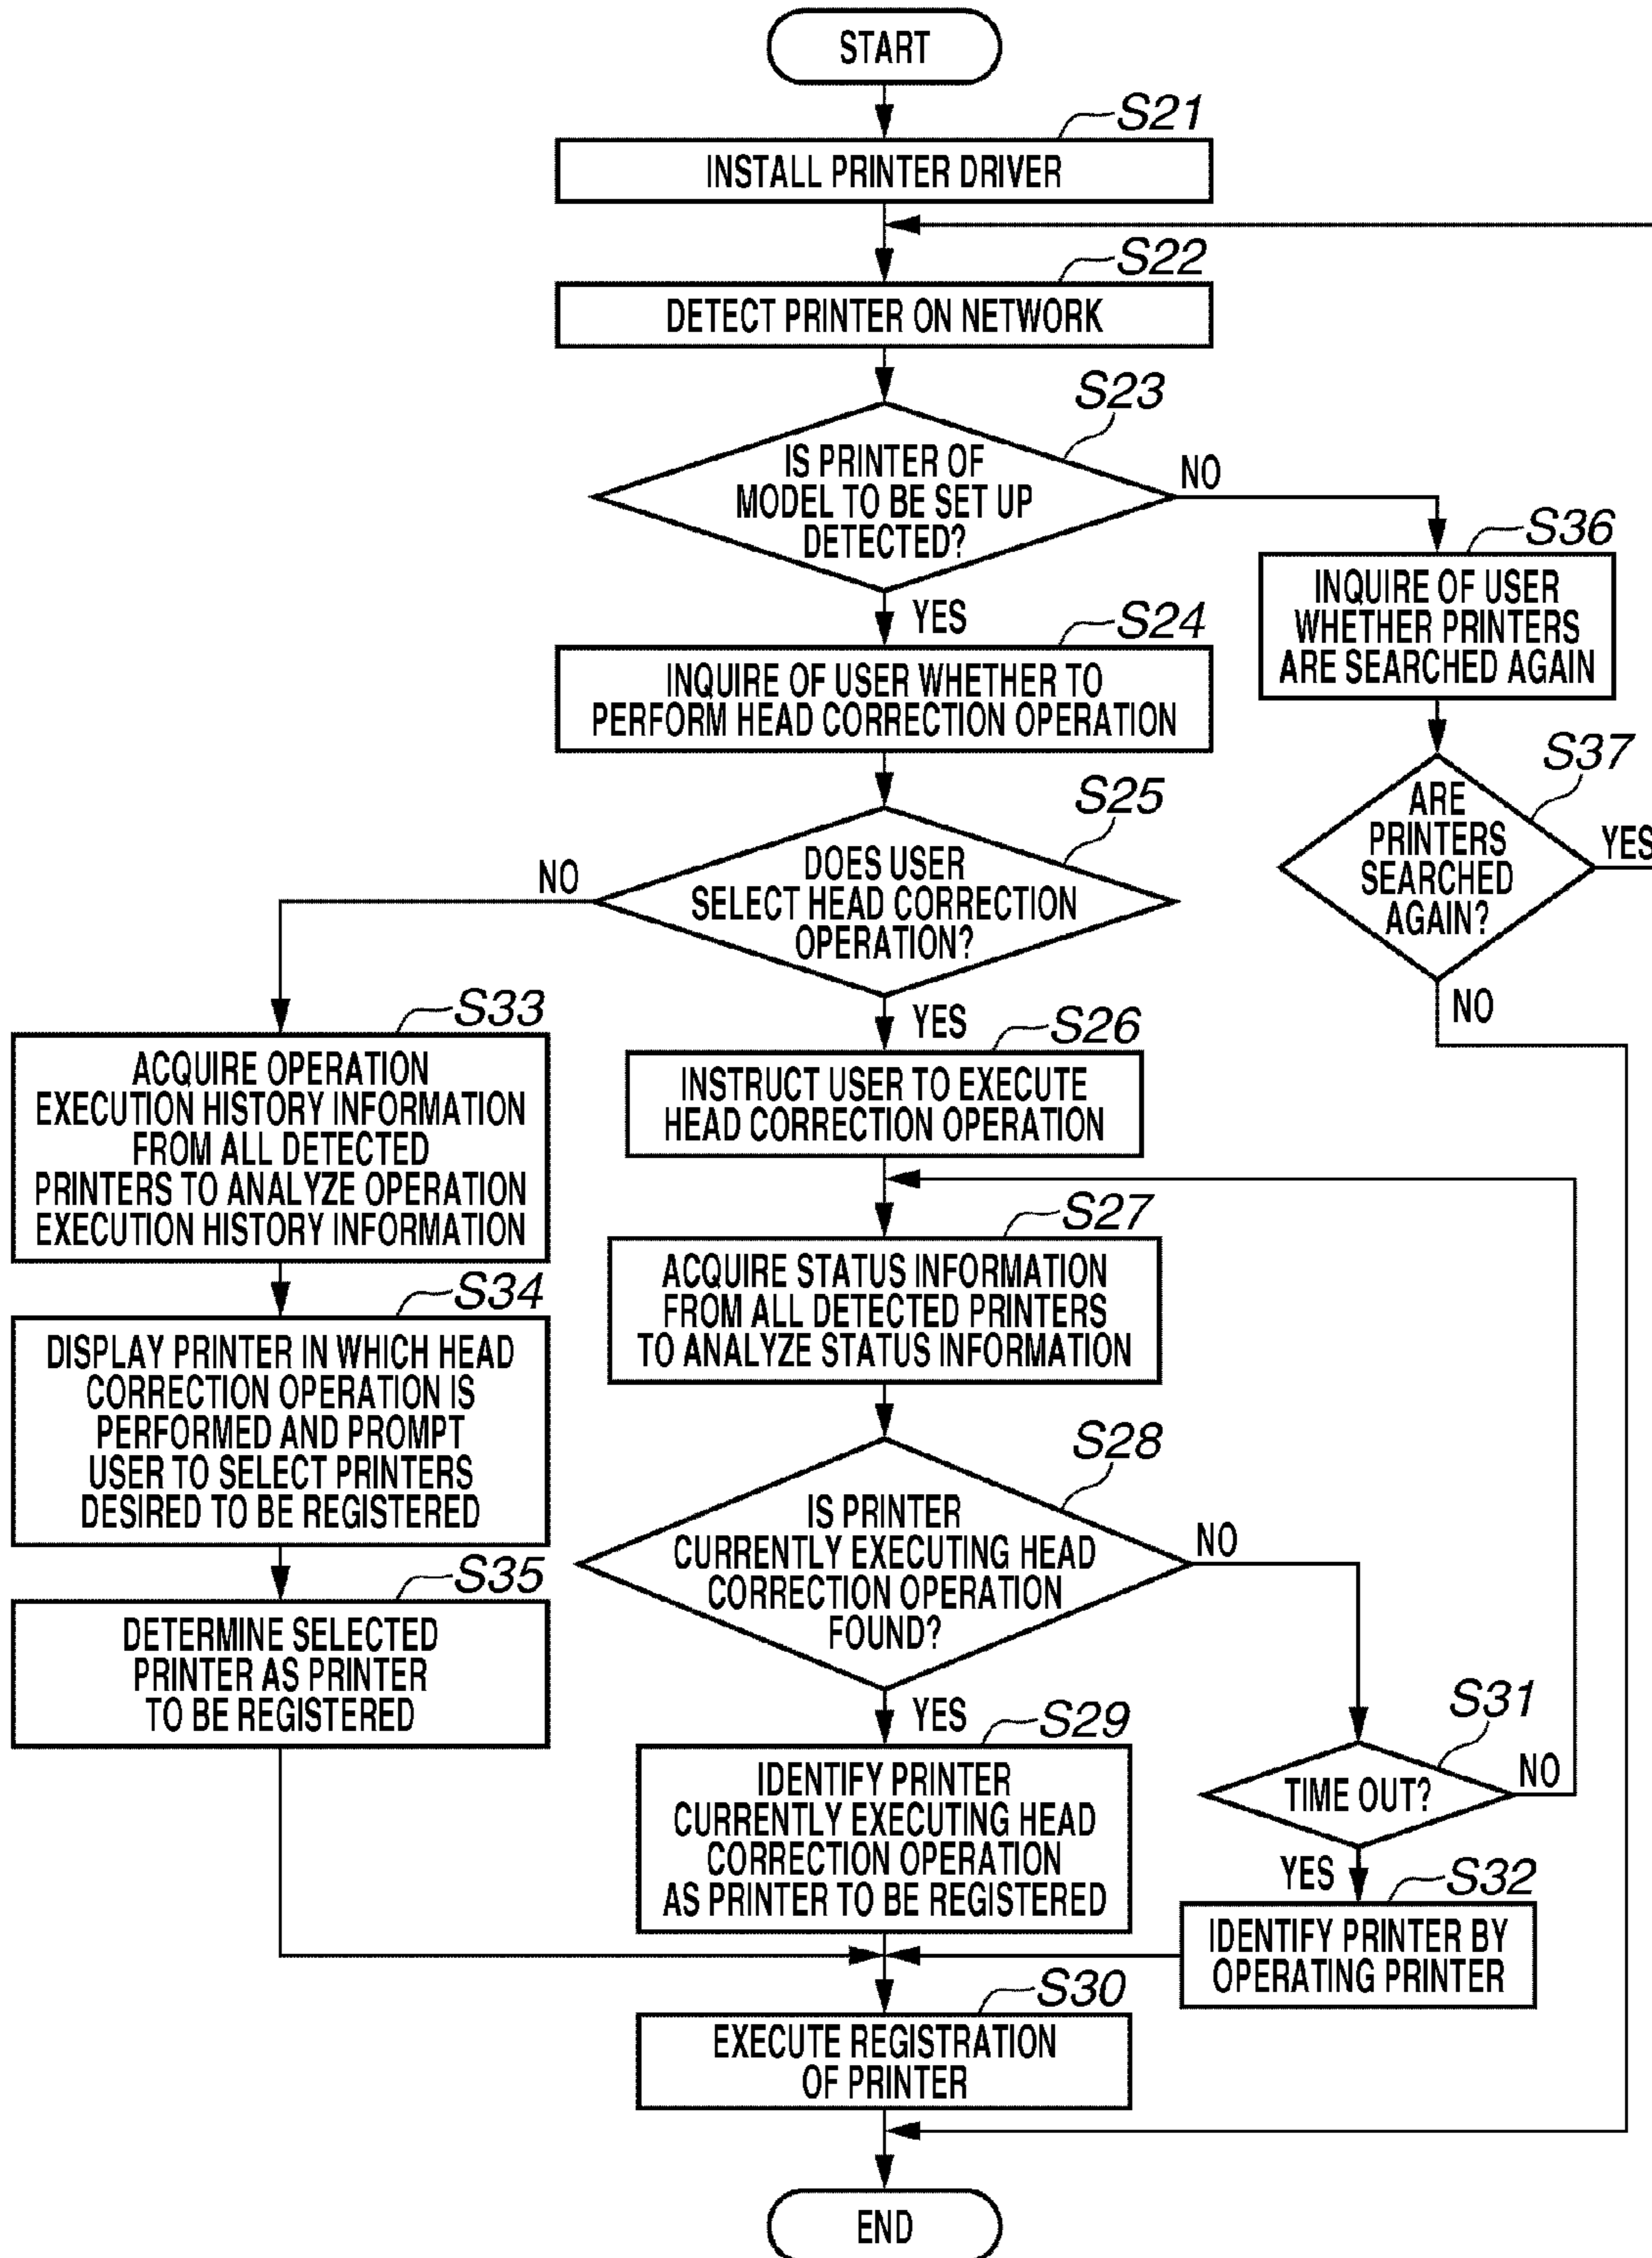 START
S21
INSTALL PRINTER DRIVER
S22
DETECT PRINTER ON NETWORK
S23
IS PRINTER OF
MODEL TO BE SET UP
DETECTED?
NO
YES
S36
INQUIRE OF USER
WHETHER PRINTERS
ARE SEARCHED AGAIN
S24
INQUIRE OF USER WHETHER TO
PERFORM HEAD CORRECTION OPERATION
S37
ARE
PRINTERS
SEARCHED
AGAIN?
YES
NO
S25
DOES USER
SELECT HEAD CORRECTION
OPERATION?
NO
YES
S33
ACQUIRE OPERATION
EXECUTION HISTORY INFORMATION
FROM ALL DETECTED
PRINTERS TO ANALYZE OPERATION
EXECUTION HISTORY INFORMATION
S26
INSTRUCT USER TO EXECUTE
HEAD CORRECTION OPERATION
S27
ACQUIRE STATUS INFORMATION
FROM ALL DETECTED PRINTERS
TO ANALYZE STATUS INFORMATION
S34
DISPLAY PRINTER IN WHICH HEAD
CORRECTION OPERATION IS
PERFORMED AND PROMPT
USER TO SELECT PRINTERS
DESIRED TO BE REGISTERED
S28
IS PRINTER
CURRENTLY EXECUTING HEAD
CORRECTION OPERATION
FOUND?
NO
YES
S35
DETERMINE SELECTED
PRINTER AS PRINTER
TO BE REGISTERED
S29
IDENTIFY PRINTER
CURRENTLY EXECUTING HEAD
CORRECTION OPERATION
AS PRINTER TO BE REGISTERED
S31
TIME OUT?
NO
YES
S32
IDENTIFY PRINTER BY
OPERATING PRINTER
S30
EXECUTE REGISTRATION
OF PRINTER
END